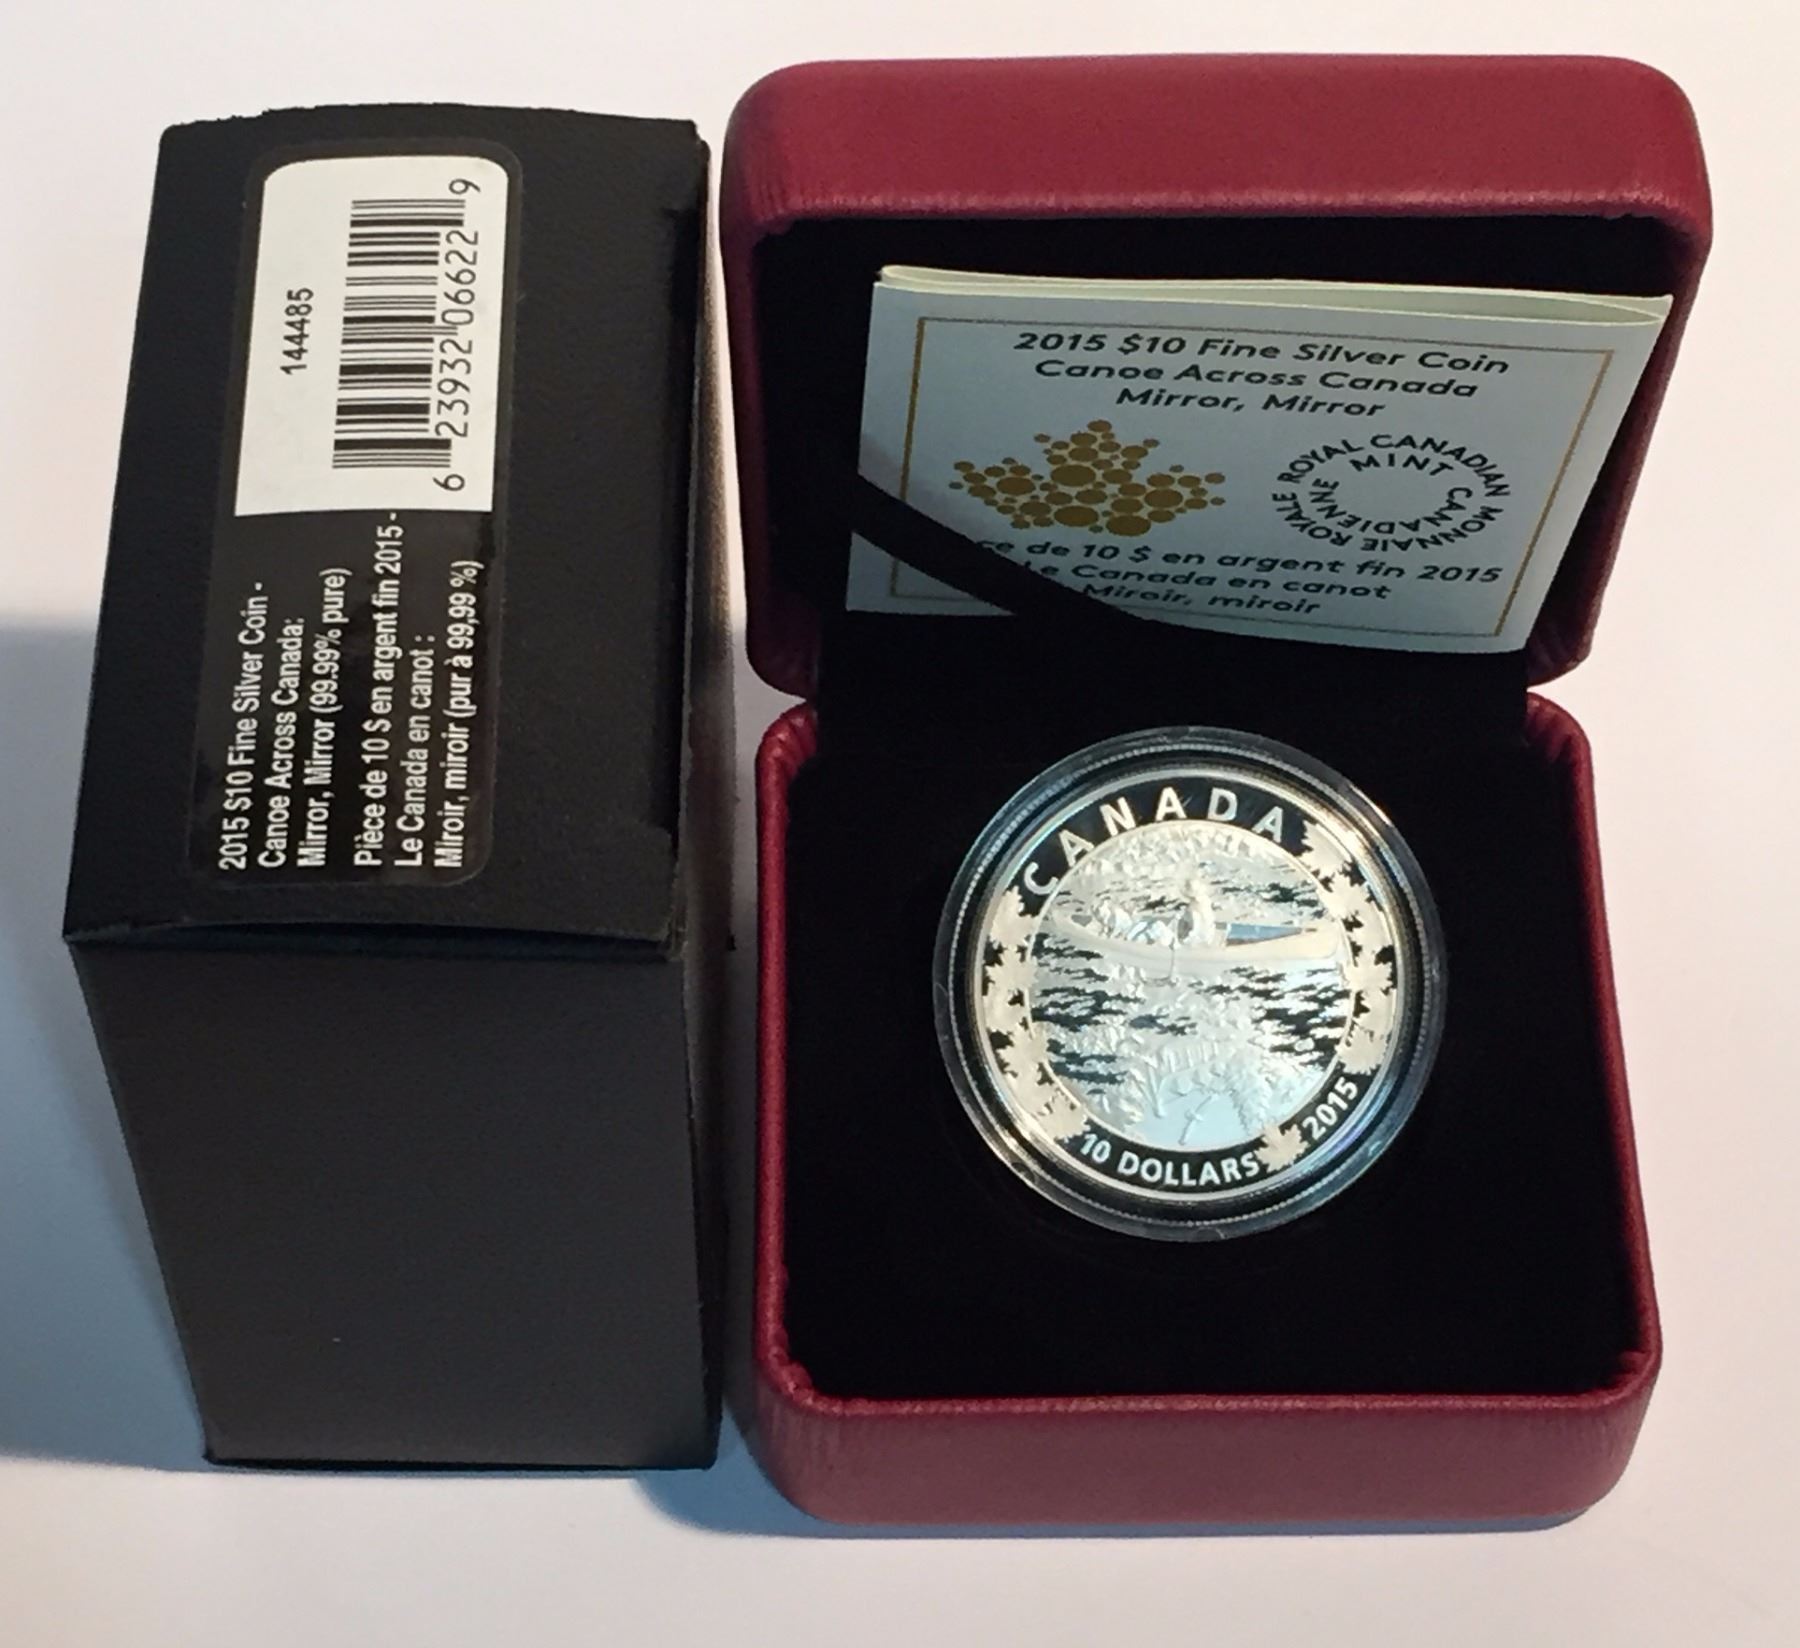 144485
6 23932 06622 9
2015 $10 Fine Silver Coin -
Canoe Across Canada:
Mirror, Mirror (99.99% pure)
Pièce de 10 $ en argent fin 2015 -
Le Canada en canot :
Miroir, miroir (pur à 99,99 %)
2015 $10 Fine Silver Coin
Canoe Across Canada
Mirror, Mirror
ROYAL CANADIAN MINT
MONNAIE ROYALE CANADIENNE
de 10 $ en argent fin 2015
Le Canada en canot
Miroir, miroir
CANADA
10 DOLLARS
2015